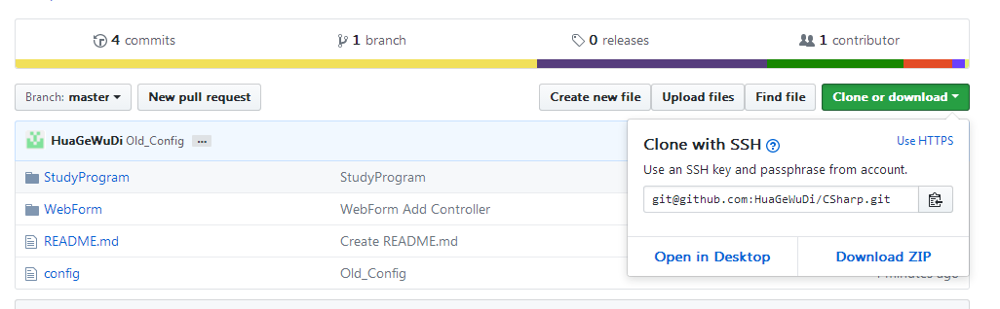 4 commits
1 branch
0 releases
1 contributor
Branch: master
New pull request
Create new file
Upload files
Find file
Clone or download
HuaGeWuDi Old_Config
Clone with SSH
Use HTTPS
Use an SSH key and passphrase from account.
git@github.com:HuaGeWuDi/CSharp.git
Open in Desktop
Download ZIP
StudyProgram
StudyProgram
WebForm
WebForm Add Controller
README.md
Create README.md
config
Old_Config
minutes ago